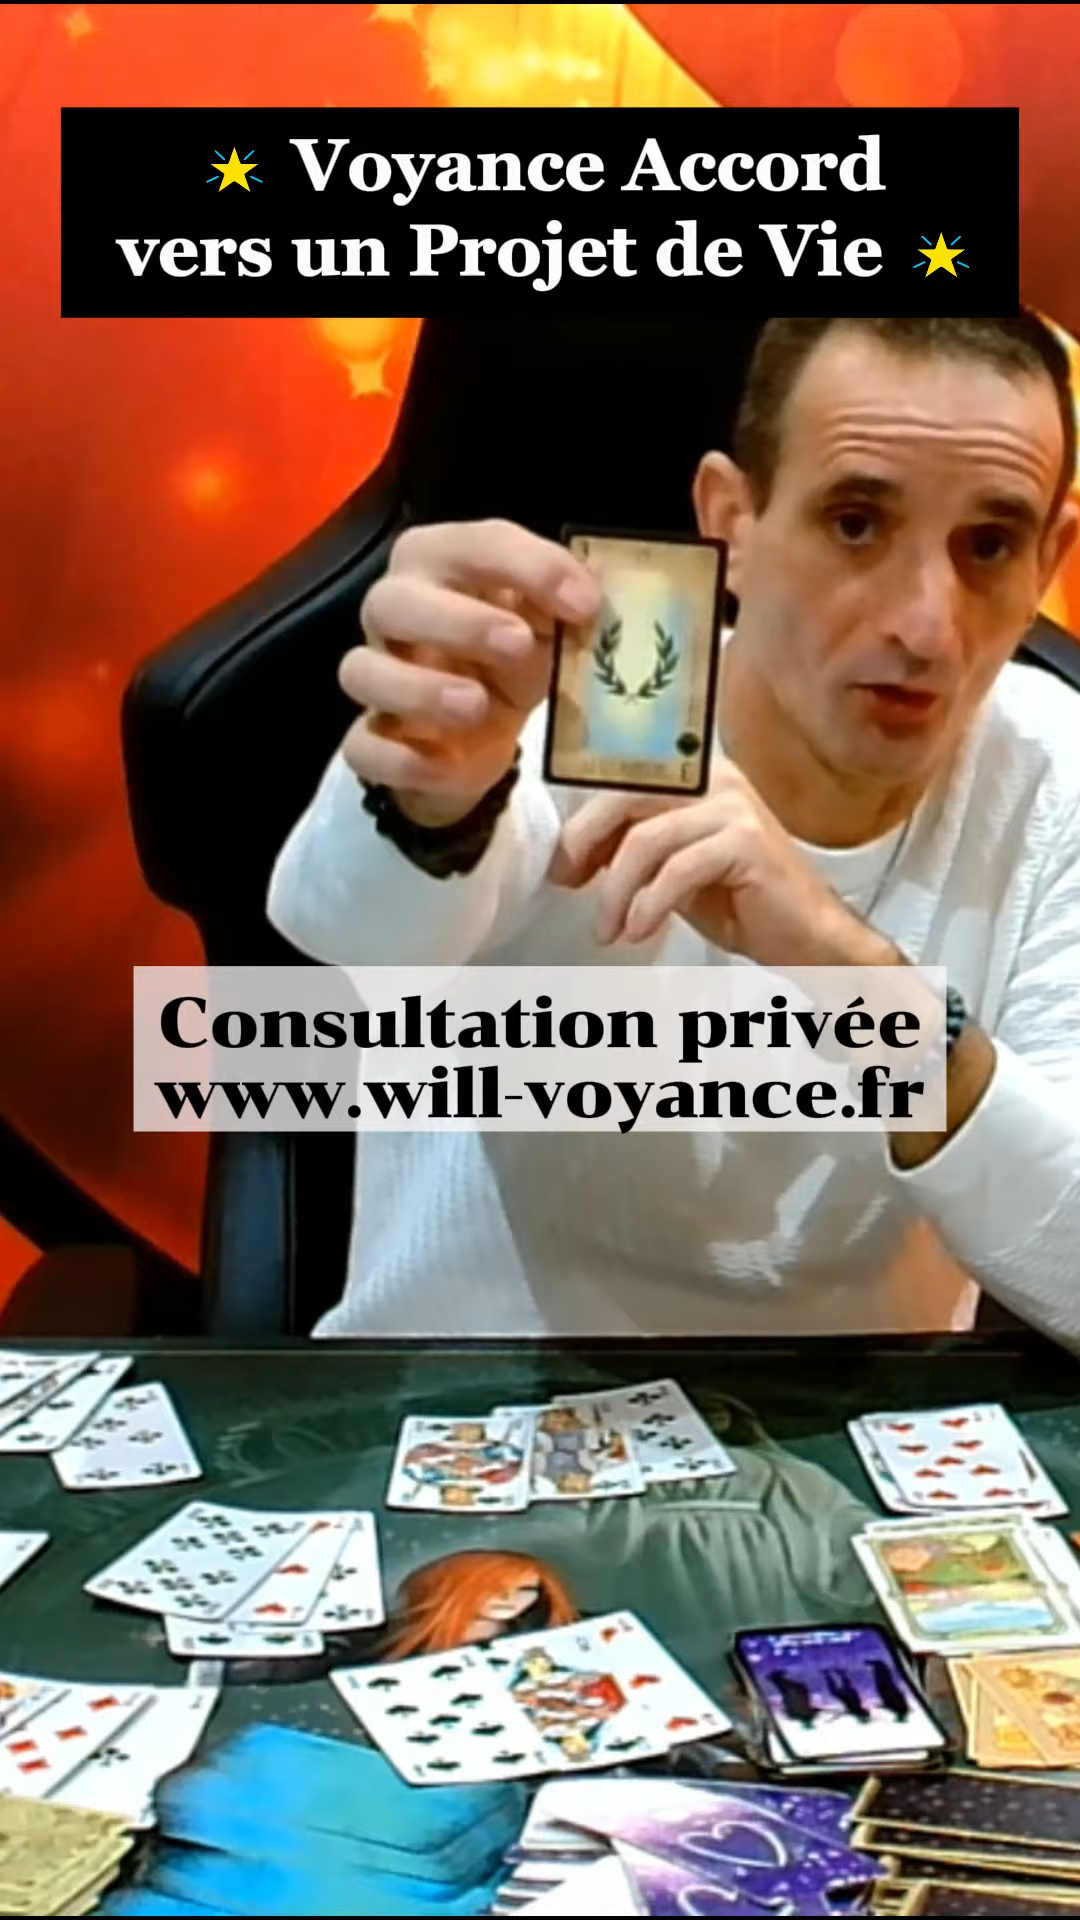 🌟 Voyance Accord
vers un Projet de Vie 🌟
Consultation privée
www.will-voyance.fr